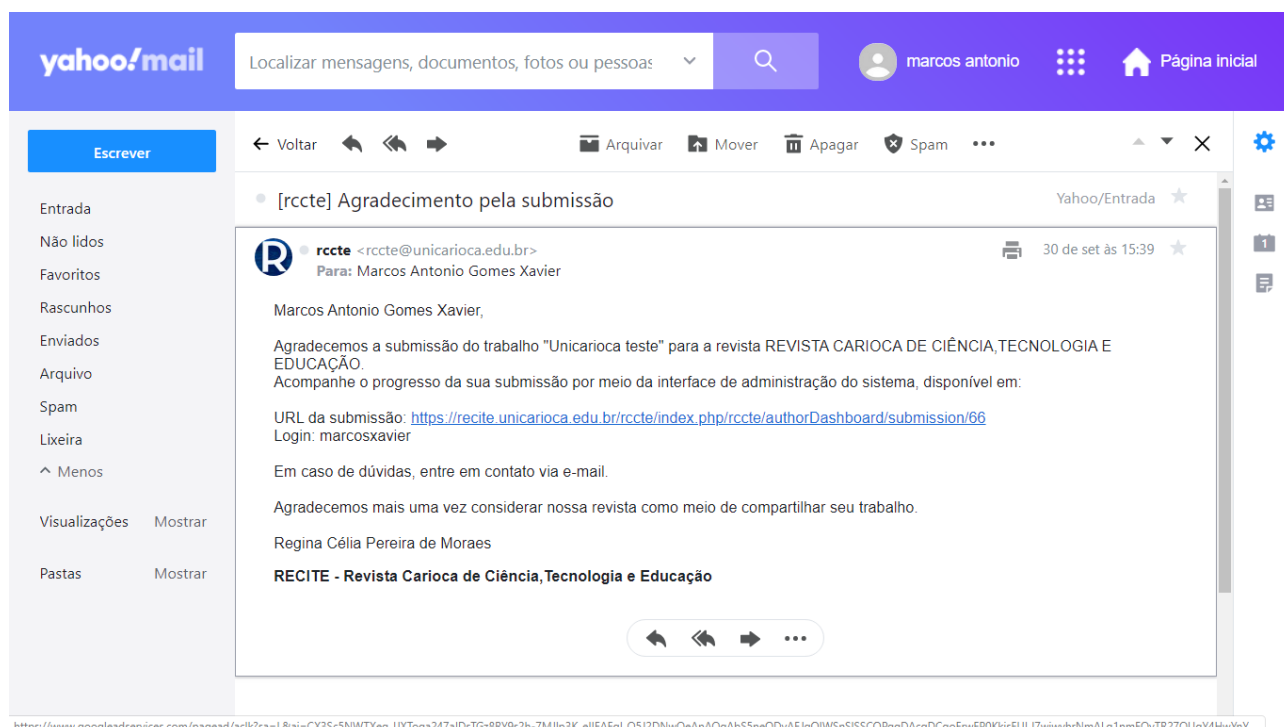 yahoo!mail
Localizar mensagens, documentos, fotos ou pessoas
marcos antonio
Página inicial
Escrever
Voltar
Arquivar
Mover
Apagar
Spam
Entrada
Não lidos
Favoritos
Rascunhos
Enviados
Arquivo
Spam
Lixeira
Menos
Visualizações Mostrar
Pastas Mostrar
[rccte] Agradecimento pela submissão
Yahoo/Entrada
R
rccte <rccte@unicarioca.edu.br>
30 de set às 15:39
Para: Marcos Antonio Gomes Xavier
Marcos Antonio Gomes Xavier,
Agradecemos a submissão do trabalho "Unicarioca teste" para a revista REVISTA CARIOCA DE CIÊNCIA,TECNOLOGIA E
EDUCAÇÃO.
Acompanhe o progresso da sua submissão por meio da interface de administração do sistema, disponível em:
URL da submissão: https://recite.unicarioca.edu.br/rccte/index.php/rccte/authorDashboard/submission/66
Login: marcosxavier
Em caso de dúvidas, entre em contato via e-mail.
Agradecemos mais uma vez considerar nossa revista como meio de compartilhar seu trabalho.
Regina Célia Pereira de Moraes
RECITE - Revista Carioca de Ciência,Tecnologia e Educação
1